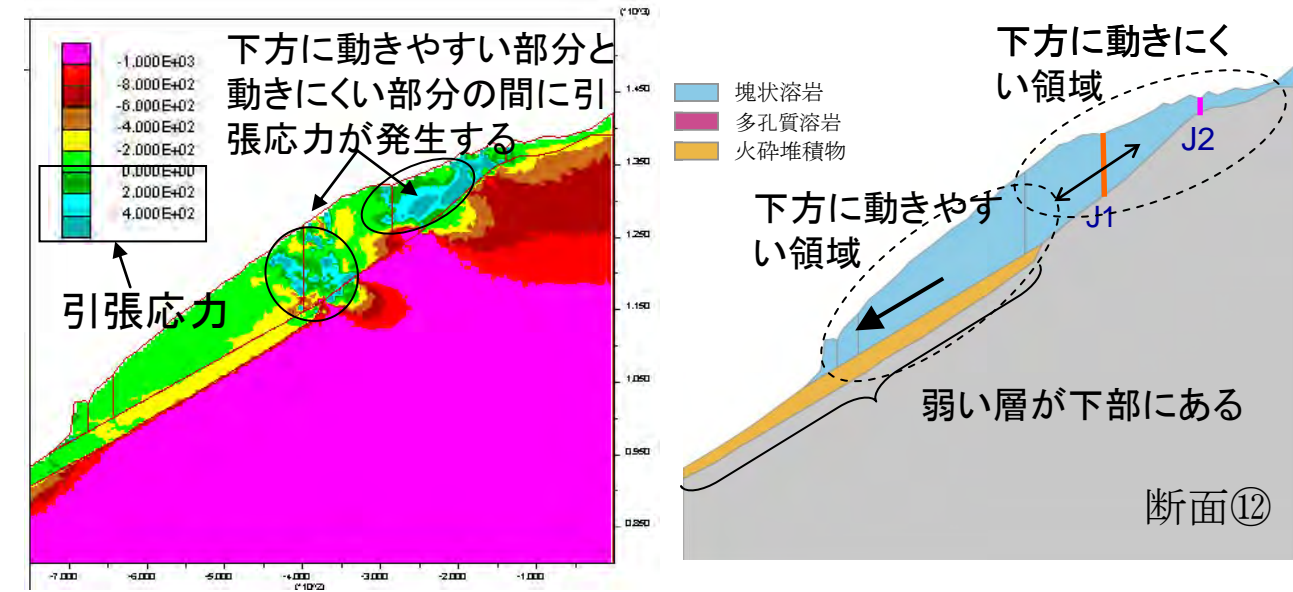 (*10^3)
下方に動きやすい部分と
動きにくい部分の間に引
張応力が発生する
-1.000E+03
-8.000E+02
-6.000E+02
-4.000E+02
-2.000E+02
0.000E+00
2.000E+02
4.000E+02
引張応力
1.450
1.350
1.250
1.150
1.050
0.950
0.850
-7.000
-6.000
-5.000
-4.000
-3.000
-2.000
-1.000
(*10^2)
下方に動きにく
い領域
塊状溶岩
多孔質溶岩
火砕堆積物
J2
J1
下方に動きやす
い領域
弱い層が下部にある
断面⑫